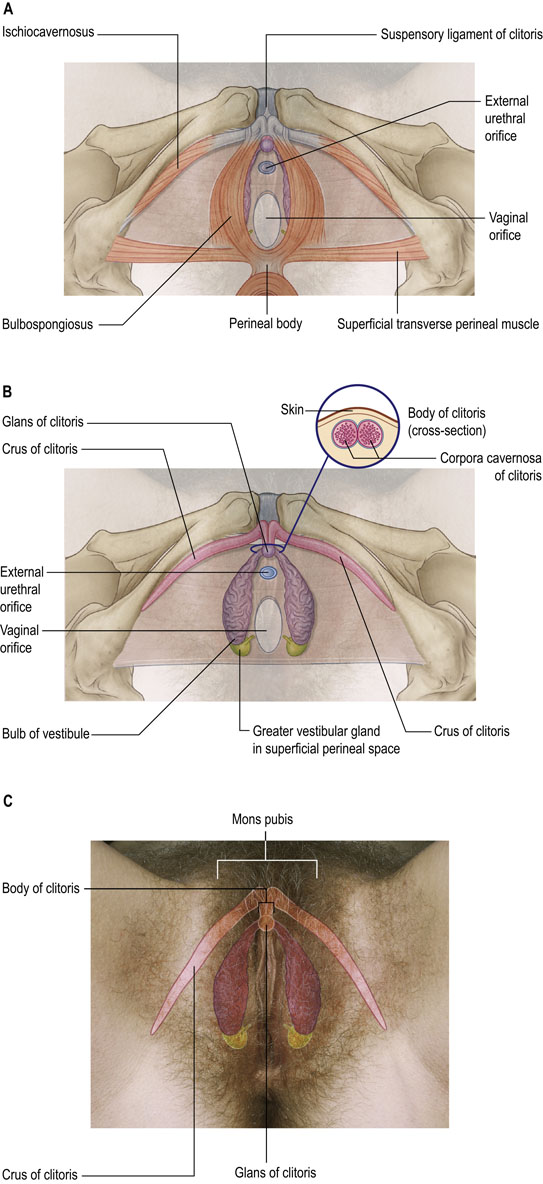 A
Ischiocavernosus
Suspensory ligament of clitoris
External
urethral
orifice
Vaginal
orifice
Bulbospongiosus
Perineal body
Superficial transverse perineal muscle
B
Glans of clitoris
Crus of clitoris
Skin
Body of clitoris
(cross-section)
Corpora cavernosa
of clitoris
External
urethral
orifice
Vaginal
orifice
Bulb of vestibule
Greater vestibular gland
in superficial perineal space
Crus of clitoris
C
Mons pubis
Body of clitoris
Crus of clitoris
Glans of clitoris